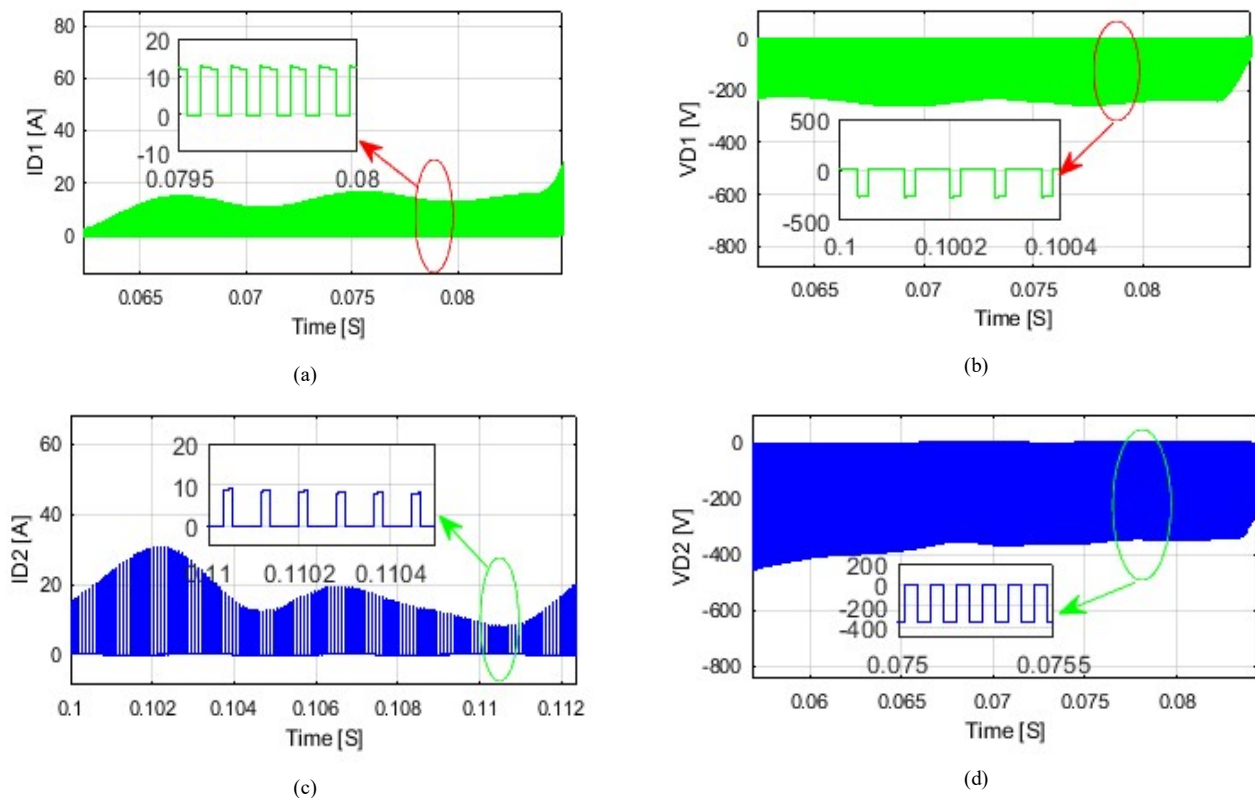 80
60
40
20
0
ID1 [A]
20
10
0
-10
0.0795 0.08
0.065 0.07 0.075 0.08
Time [S]
(a)
0
-200
-400
-600
-800
VD1 [V]
500
0
-500
0.1 0.1002 0.1004
0.065 0.07 0.075 0.08
Time [S]
(b)
60
40
20
0
ID2 [A]
20
10
0
0.11 0.1102 0.1104
0.1 0.102 0.104 0.106 0.108 0.11 0.112
Time [S]
(c)
0
-200
-400
-600
-800
VD2 [V]
200
0
-200
-400
0.075 0.0755
0.06 0.065 0.07 0.075 0.08
Time [S]
(d)